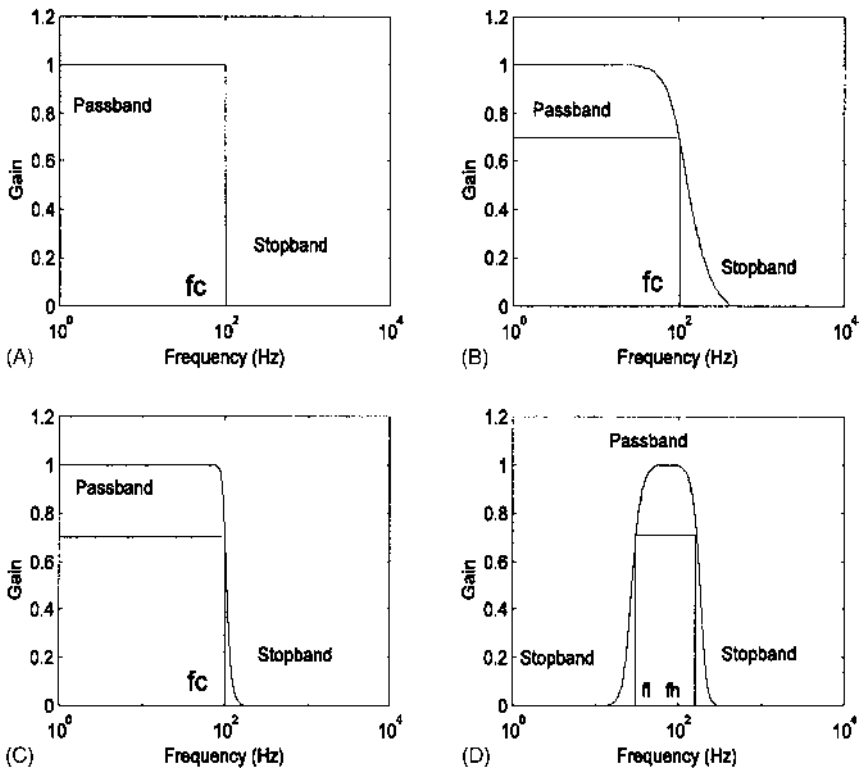 1.2
1
0.8
0.6
0.4
0.2
0
Gain
Passband
Stopband
fc
10^0
10^2
10^4
Frequency (Hz)
(A)
1.2
1
0.8
0.6
0.4
0.2
0
Gain
Passband
Stopband
fc
10^0
10^2
10^4
Frequency (Hz)
(B)
1.2
1
0.8
0.6
0.4
0.2
0
Gain
Passband
Stopband
fc
10^0
10^2
10^4
Frequency (Hz)
(C)
1.2
1
0.8
0.6
0.4
0.2
0
Gain
Passband
Stopband
fl fh
Stopband
10^0
10^2
10^4
Frequency (Hz)
(D)